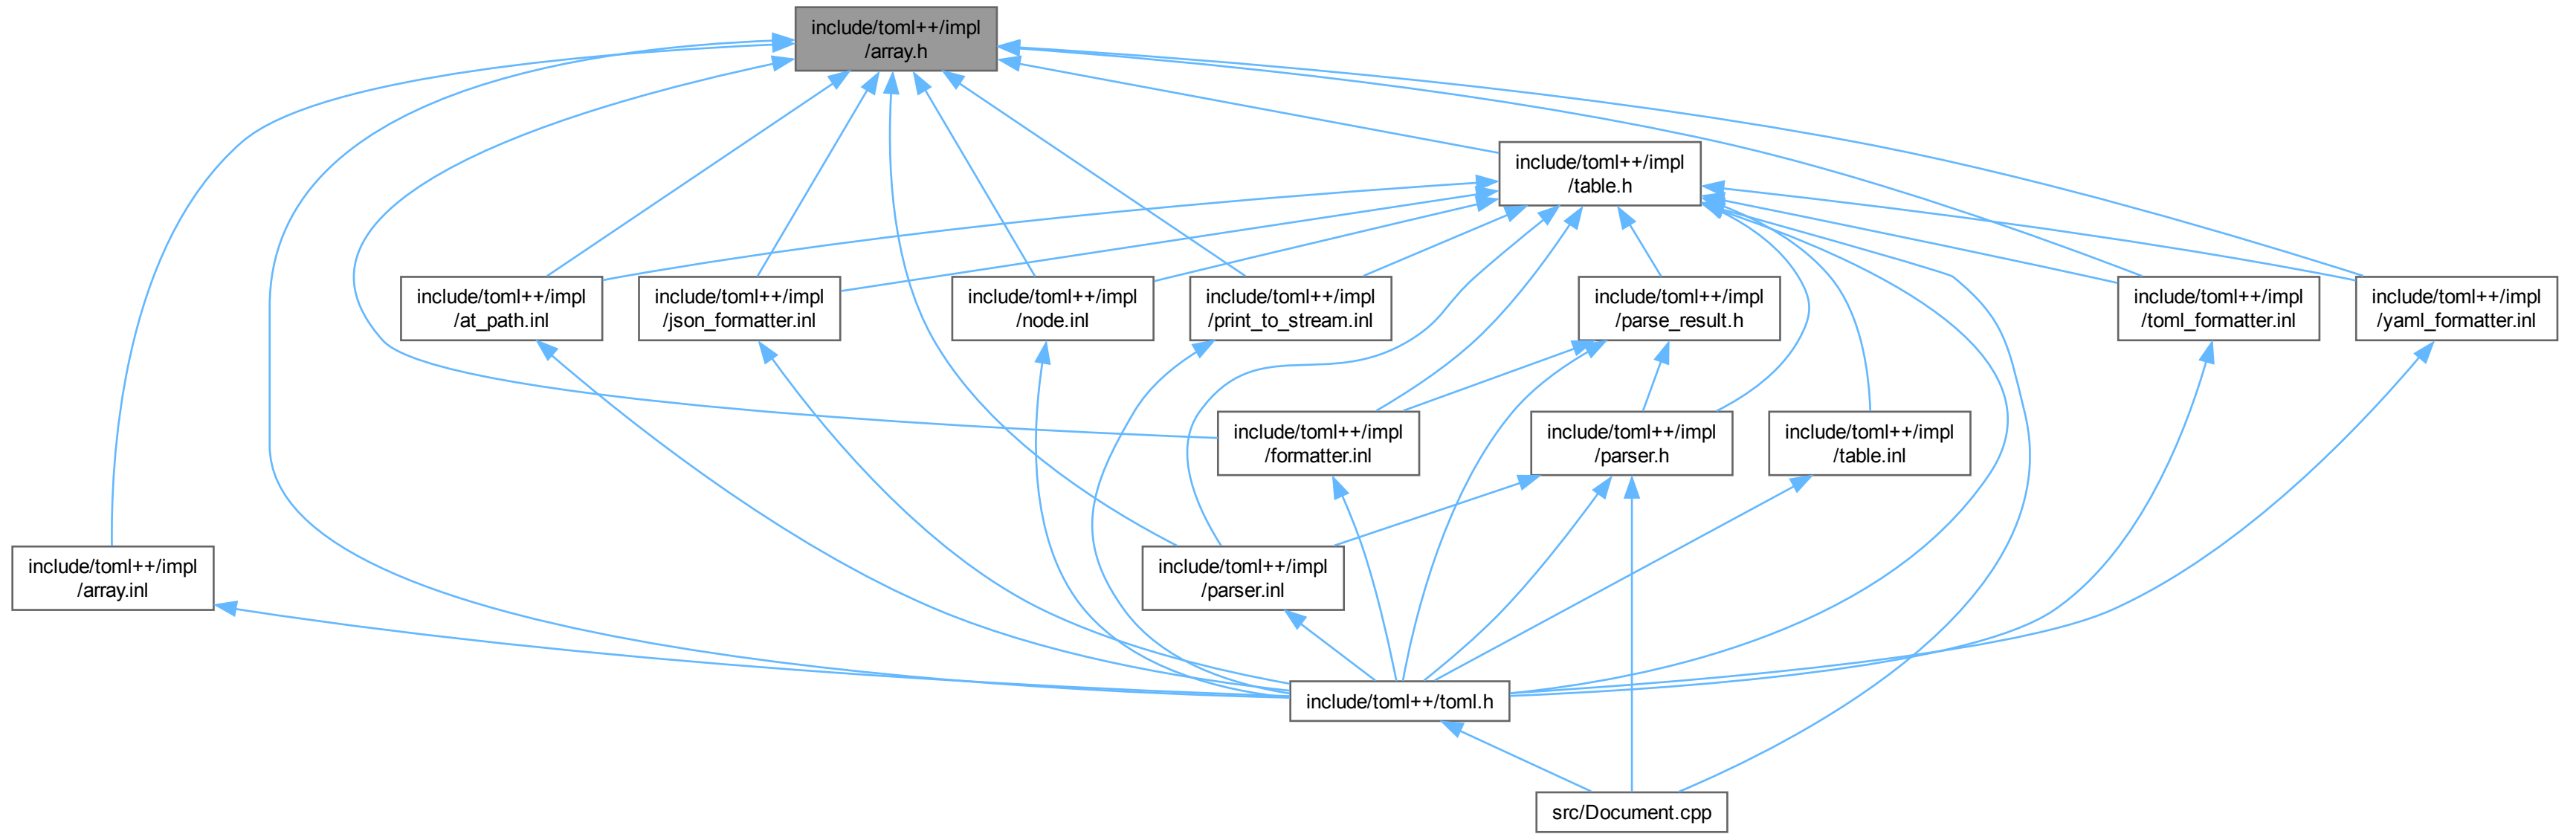 include/toml++/impl
/array.h
include/toml++/impl
/table.h
include/toml++/impl
/at_path.inl
include/toml++/impl
/json_formatter.inl
include/toml++/impl
/node.inl
include/toml++/impl
/print_to_stream.inl
include/toml++/impl
/parse_result.h
include/toml++/impl
/toml_formatter.inl
include/toml++/impl
/yaml_formatter.inl
include/toml++/impl
/formatter.inl
include/toml++/impl
/parser.h
include/toml++/impl
/table.inl
include/toml++/impl
/array.inl
include/toml++/impl
/parser.inl
include/toml++/toml.h
src/Document.cpp